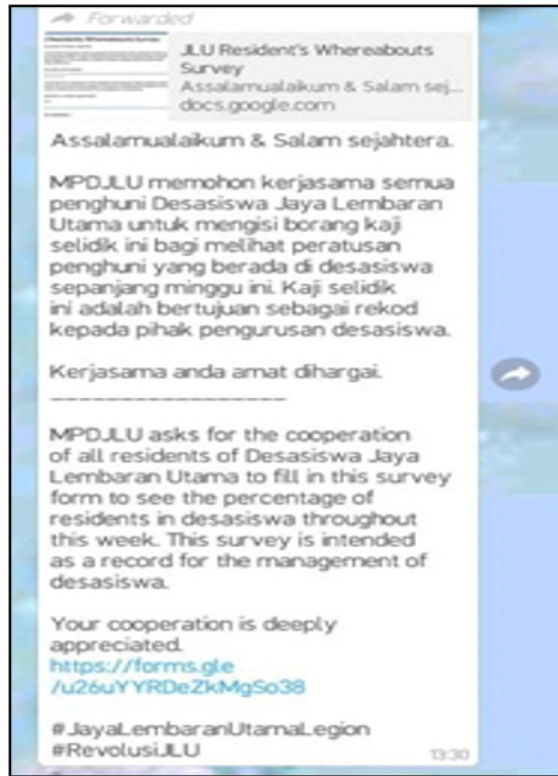 Forwarded
JLU Resident's Whereabouts
Survey
Assalamualaikum & Salam sej...
docs.google.com
Assalamualaikum & Salam sejahtera.
MPDJLU memohon kerjasama semua
penghuni Desasiswa Jaya Lembaran
Utama untuk mengisi borang kaji
selidik ini bagi melihat peratusan
penghuni yang berada di desasiswa
sepanjang minggu ini. Kaji selidik
ini adalah bertujuan sebagai rekod
kepada pihak pengurusan desasiswa.
Kerjasama anda amat dihargai.
__________________
MPDJLU asks for the cooperation
of all residents of Desasiswa Jaya
Lembaran Utama to fill in this survey
form to see the percentage of
residents in desasiswa throughout
this week. This survey is intended
as a record for the management of
desasiswa.
Your cooperation is deeply
appreciated.
https://forms.gle
/u26uYYRDeZkMgSo38
#JayaLembaranUtamaLegion
#RevolusiJLU
13:30